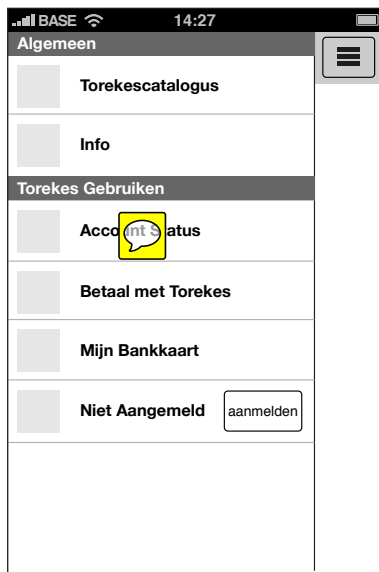 BASE 14:27
Algemeen
Torekescatalogus
Info
Torekes Gebruiken
Account Status
Betaal met Torekes
Mijn Bankkaart
Niet Aangemeld
aanmelden